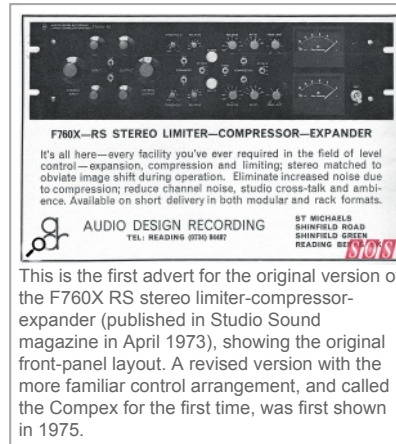 F760X—RS STEREO LIMITER—COMPRESSOR—EXPANDER
It's all here—every facility you've ever required in the field of level
control—expansion, compression and limiting; stereo matched to
obviate image shift during operation. Eliminate increased noise due
to compression; reduce channel noise, studio cross-talk and ambi-
ence. Available on short delivery in both modular and rack formats.
adr AUDIO DESIGN RECORDING
TEL: READING (0734) 84487
ST MICHAELS
SHINFIELD ROAD
SHINFIELD GREEN
READING
SOS
This is the first advert for the original version of
the F760X RS stereo limiter-compressor-
expander (published in Studio Sound
magazine in April 1973), showing the original
front-panel layout. A revised version with the
more familiar control arrangement, and called
the Compex for the first time, was first shown
in 1975.